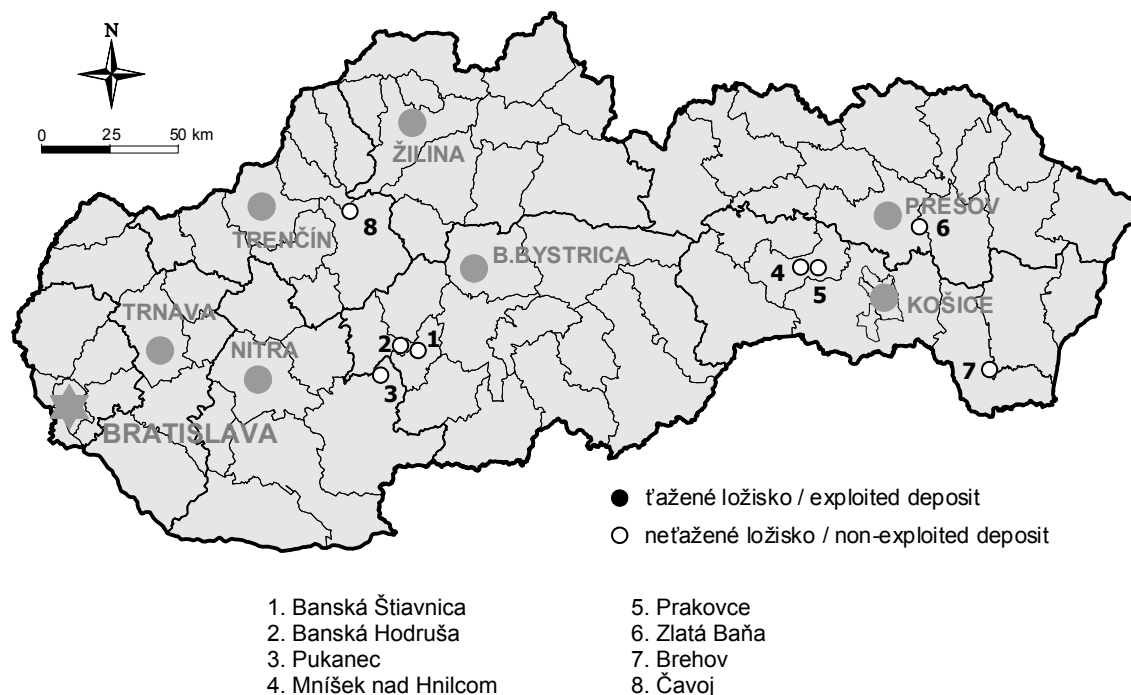 N
0 25 50 km
ŽILINA
PREŠOV
6
8
TRENČÍN
B.BYSTRICA
4
5
KOŠICE
TRNAVA
NITRA
2
1
3
7
BRATISLAVA
ťažené ložisko / exploited deposit
neťažené ložisko / non-exploited deposit
1. Banská Štiavnica
2. Banská Hodruša
3. Pukanec
4. Mníšek nad Hnilcom
5. Prakovce
6. Zlatá Baňa
7. Brehov
8. Čavoj